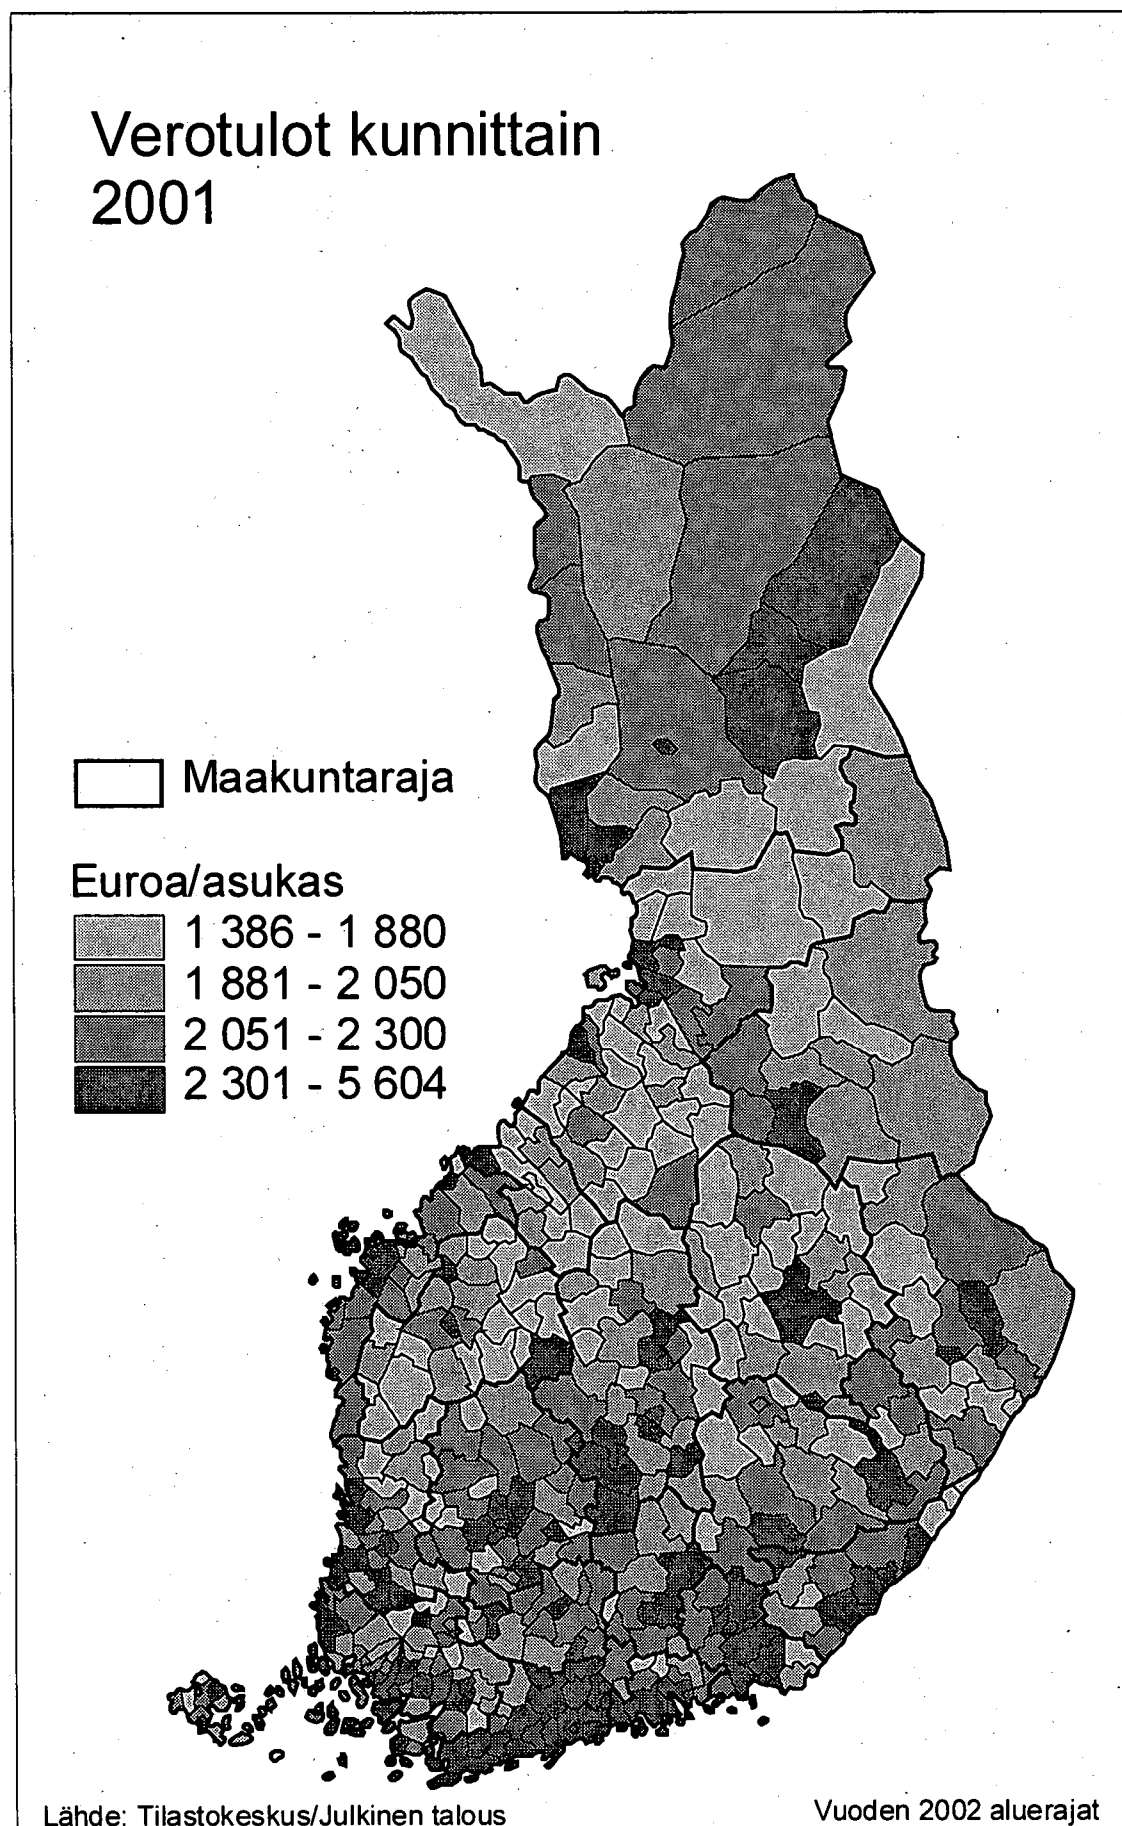 Verotulot kunnittain
2001
Maakuntaraja
Euroa/asukas
1 386 - 1 880
1 881 - 2 050
2 051 - 2 300
2 301 - 5 604
Lähde: Tilastokeskus/Julkinen talous
Vuoden 2002 aluerajat